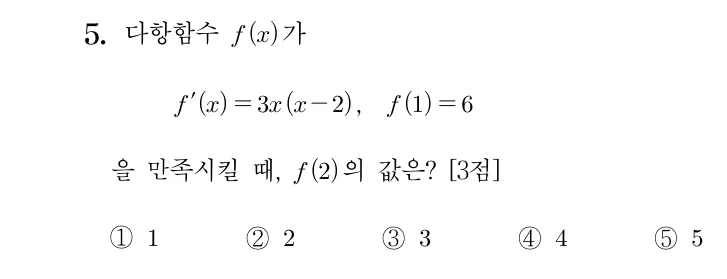 5. 다항함수 f(x)가
f′(x)=3x(x−2), f(1)=6
을 만족시킬 때, f(2)의 값은? [3점]
① 1 ② 2 ③ 3 ④ 4 ⑤ 5